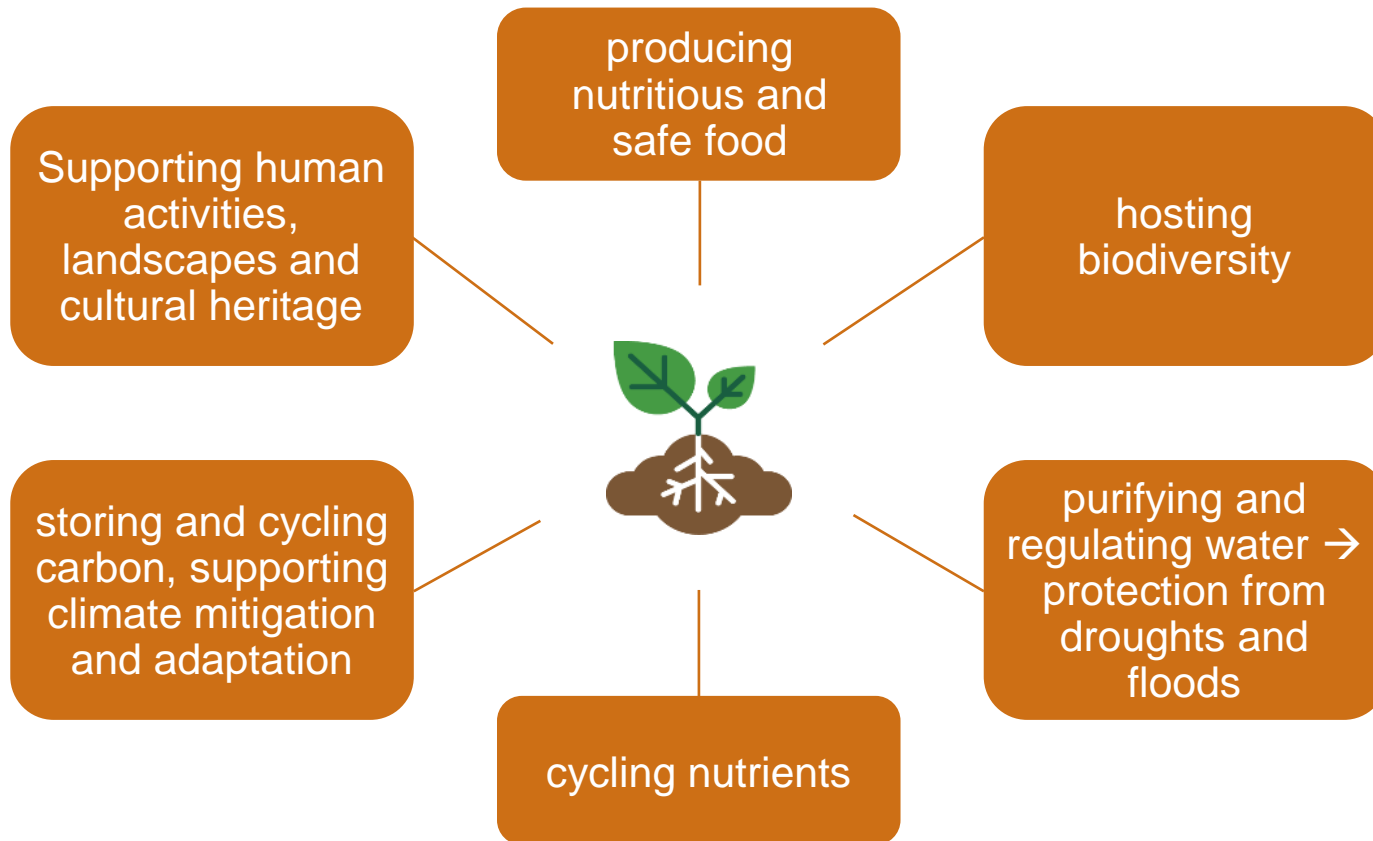 producing
nutritious and
safe food
Supporting human
activities,
landscapes and
cultural heritage
hosting
biodiversity
storing and cycling
carbon, supporting
climate mitigation
and adaptation
purifying and
regulating water →
protection from
droughts and
floods
cycling nutrients